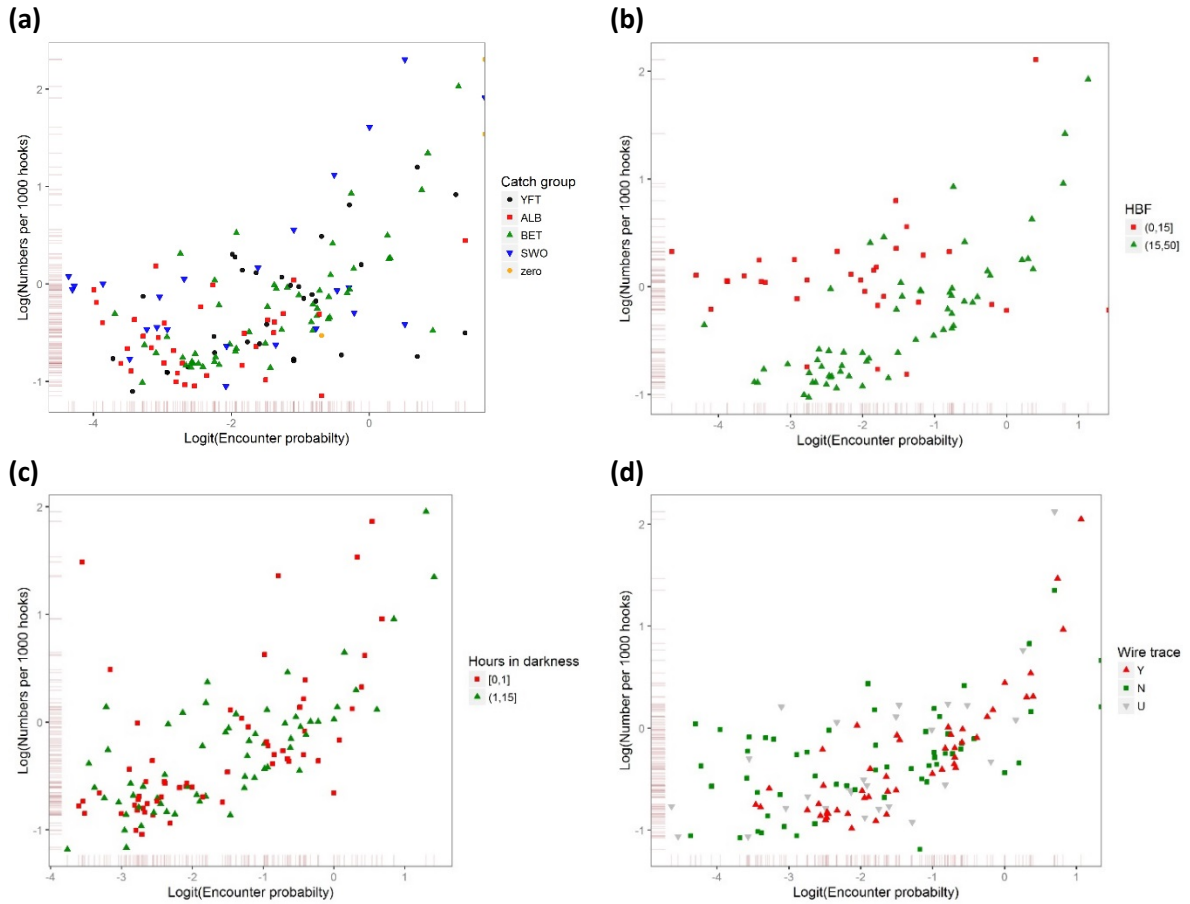 (a)
Log(Numbers per 1000 hooks)
2
1
0
-1
-4
-2
0
Logit(Encounter probabilty)
Catch group
YFT
ALB
BET
SWO
zero
(b)
Log(Numbers per 1000 hooks)
2
1
0
-1
-4
-3
-2
-1
0
1
Logit(Encounter probabilty)
HBF
(0,15]
(15,50]
(c)
Log(Numbers per 1000 hooks)
2
1
0
-1
-4
-3
-2
-1
0
1
Logit(Encounter probabilty)
Hours in darkness
[0,1]
(1,15]
(d)
Log(Number per 1000 hooks)
2
1
0
-1
-4
-3
-2
-1
0
1
Logit(Encounter probabilty)
Wire trace
Y
N
U